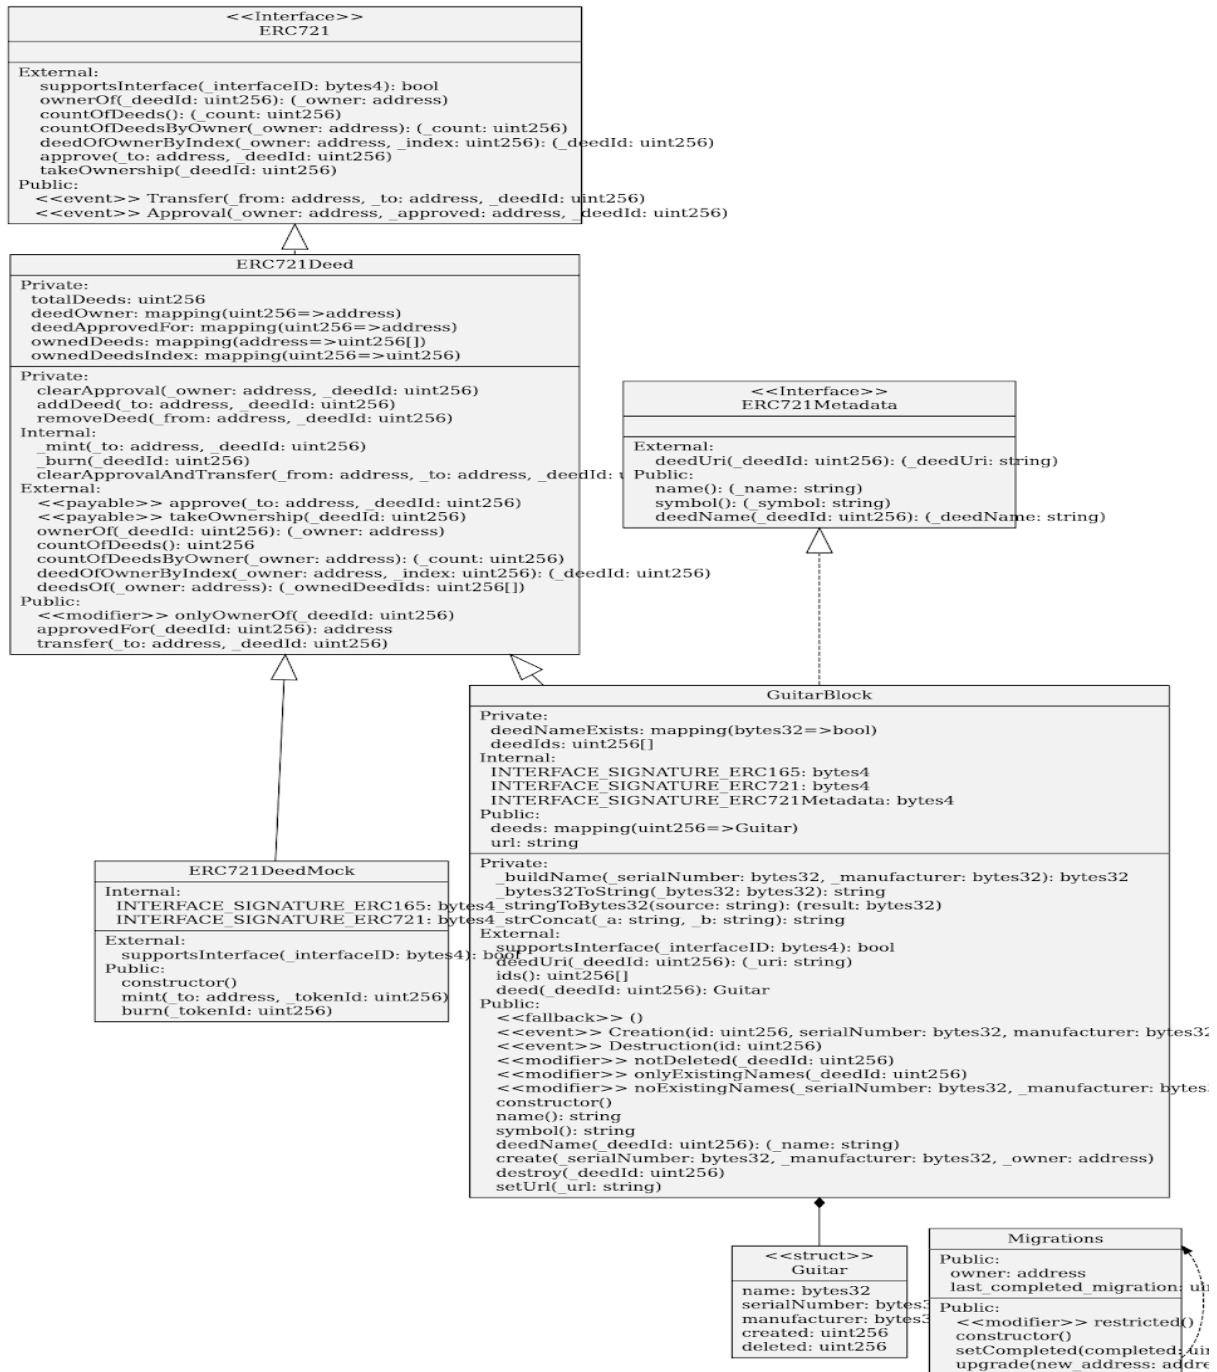 <<Interface>>
ERC721
External:
supportsInterface(_interfaceID: bytes4): bool
ownerOf(_deedId: uint256): (_owner: address)
countOfDeeds(): (_count: uint256)
countOfDeedsByOwner(_owner: address): (_count: uint256)
deedOfOwnerByIndex(_owner: address, _index: uint256): (_deedId: uint256)
approve(_to: address, _deedId: uint256)
takeOwnership(_deedId: uint256)
Public:
<<event>> Transfer(_from: address, _to: address, _deedId: uint256)
<<event>> Approval(_owner: address, _approved: address, _deedId: uint256)
ERC721Deed
Private:
totalDeeds: uint256
deedOwner: mapping(uint256=>address)
deedApprovedFor: mapping(uint256=>address)
ownedDeeds: mapping(address=>uint256[])
ownedDeedsIndex: mapping(uint256=>uint256)
Private:
clearApproval(_owner: address, _deedId: uint256)
addDeed(_to: address, _deedId: uint256)
removeDeed(_from: address, _deedId: uint256)
Internal:
_mint(_to: address, _deedId: uint256)
_burn(_deedId: uint256)
clearApprovalAndTransfer(_from: address, _to: address, _deedId:
External:
<<payable>> approve(_to: address, _deedId: uint256)
<<payable>> takeOwnership(_deedId: uint256)
ownerOf(_deedId: uint256): (_owner: address)
countOfDeeds(): uint256
countOfDeedsByOwner(_owner: address): (_count: uint256)
deedOfOwnerByIndex(_owner: address, _index: uint256): (_deedId: uint256)
deedsOf(_owner: address): (_ownedDeedIds: uint256[])
Public:
<<modifier>> onlyOwnerOf(_deedId: uint256)
approvedFor(_deedId: uint256): address
transfer(_to: address, _deedId: uint256)
<<Interface>>
ERC721Metadata
External:
deedUri(_deedId: uint256): (_deedUri: string)
Public:
name(): (_name: string)
symbol(): (_symbol: string)
deedName(_deedId: uint256): (_deedName: string)
ERC721DeedMock
Internal:
INTERFACE_SIGNATURE_ERC165: bytes4
INTERFACE_SIGNATURE_ERC721: bytes4
External:
supportsInterface(_interfaceID: bytes4): bool
Public:
constructor()
mint(_to: address, _tokenId: uint256)
burn(_tokenId: uint256)
GuitarBlock
Private:
deedNameExists: mapping(bytes32=>bool)
deedIds: uint256[]
Internal:
INTERFACE_SIGNATURE_ERC165: bytes4
INTERFACE_SIGNATURE_ERC721: bytes4
INTERFACE_SIGNATURE_ERC721Metadata: bytes4
Public:
deeds: mapping(uint256=>Guitar)
url: string
Private:
_buildName(_serialNumber: bytes32, _manufacturer: bytes32): bytes32
_bytes32ToString(_bytes32: bytes32): string
_stringToBytes32(source: string): (result: bytes32)
_strConcat(_a: string, _b: string): string
External:
supportsInterface(_interfaceID: bytes4): bool
deedUri(_deedId: uint256): (_uri: string)
ids(): uint256[]
deed(_deedId: uint256): Guitar
Public:
<<fallback>> ()
<<event>> Creation(id: uint256, serialNumber: bytes32, manufacturer: bytes32
<<event>> Destruction(id: uint256)
<<modifier>> notDeleted(_deedId: uint256)
<<modifier>> onlyExistingNames(_deedId: uint256)
<<modifier>> noExistingNames(_serialNumber: bytes32, _manufacturer: bytes
constructor()
name(): string
symbol(): string
deedName(_deedId: uint256): (_name: string)
create(_serialNumber: bytes32, _manufacturer: bytes32, _owner: address)
destroy(_deedId: uint256)
setUrl(_url: string)
<<struct>>
Guitar
name: bytes32
serialNumber: bytes3
manufacturer: bytes3
created: uint256
deleted: uint256
Migrations
Public:
owner: address
last_completed_migration:
Public:
<<modifier>> restricted()
constructor()
setCompleted(completed:
upgrade(new_address: